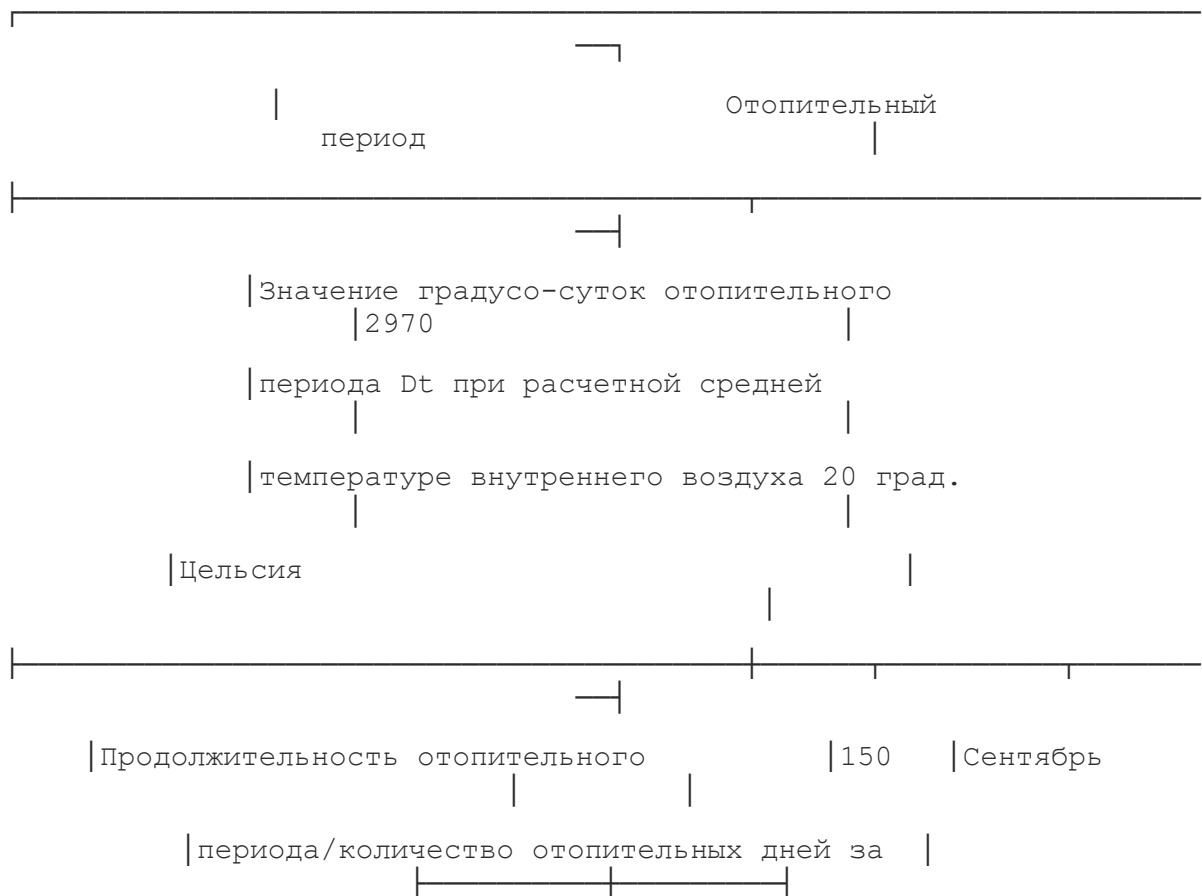 Отопительный
период
Значение градусо-суток отопительного
2970
периода Dt при расчетной средней
температуре внутреннего воздуха 20 град.
Цельсия
Продолжительность отопительного 150 Сентябрь
периода/количество отопительных дней за